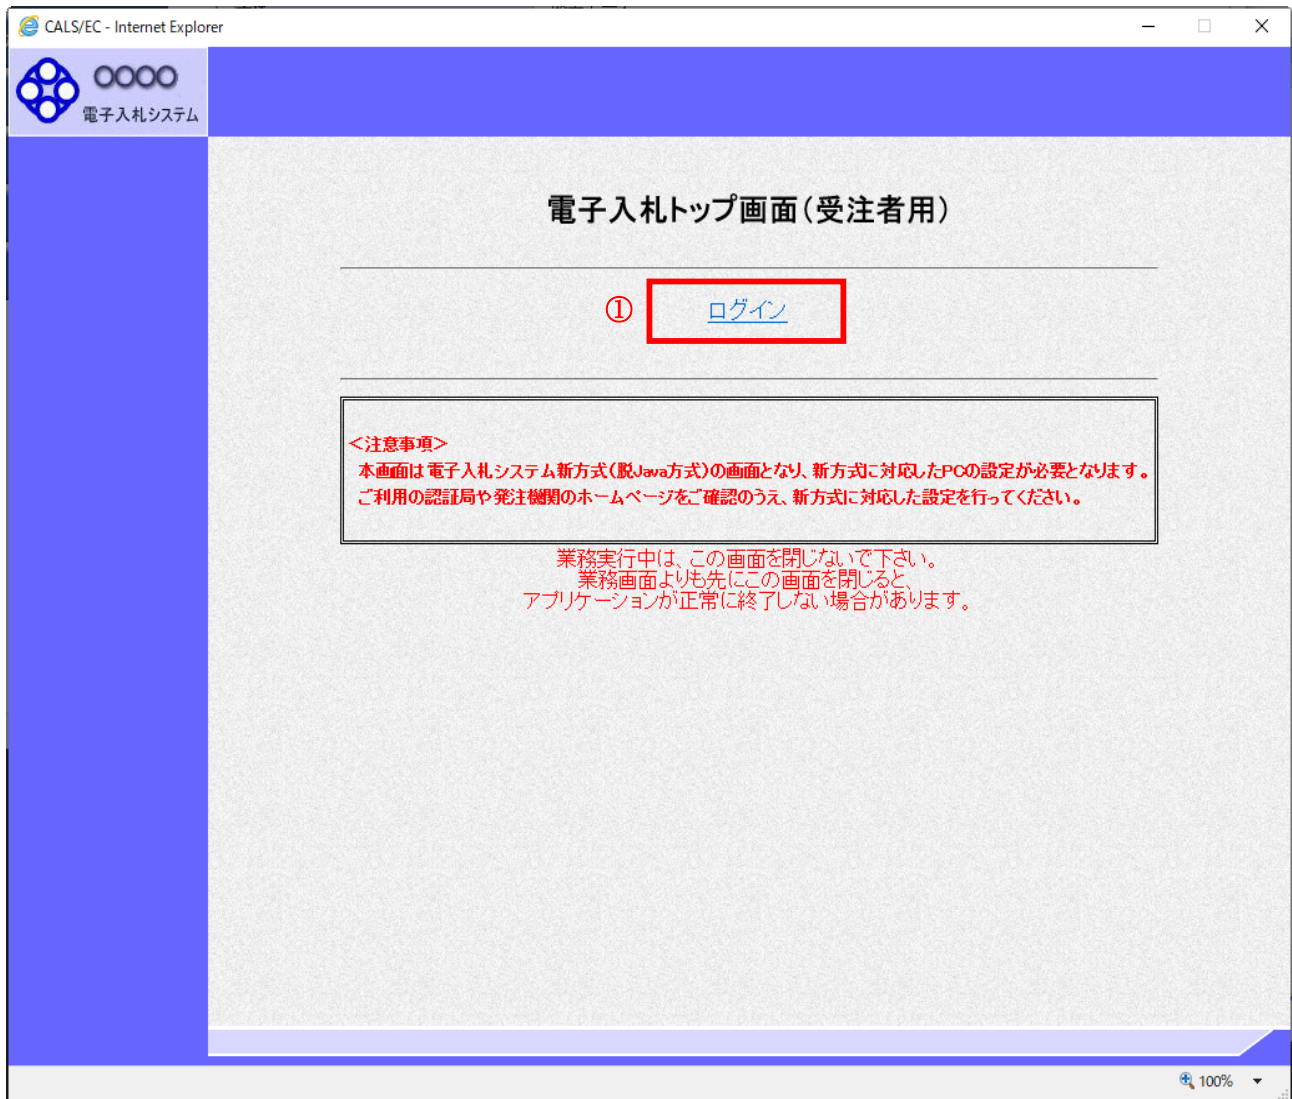 CALS/EC - Internet Explorer
○○○○
電子入札システム
電子入札トップ画面(受注者用)
① ログイン
＜注意事項＞
本画面は電子入札システム新方式(脱Java方式)の画面となり、新方式に対応したPCの設定が必要となります。
ご利用の認証局や発注機関のホームページをご確認のうえ、新方式に対応した設定を行ってください。
業務実行中は、この画面を閉じないで下さい。
業務画面よりも先にこの画面を閉じると、
アプリケーションが正常に終了しない場合があります。
100%